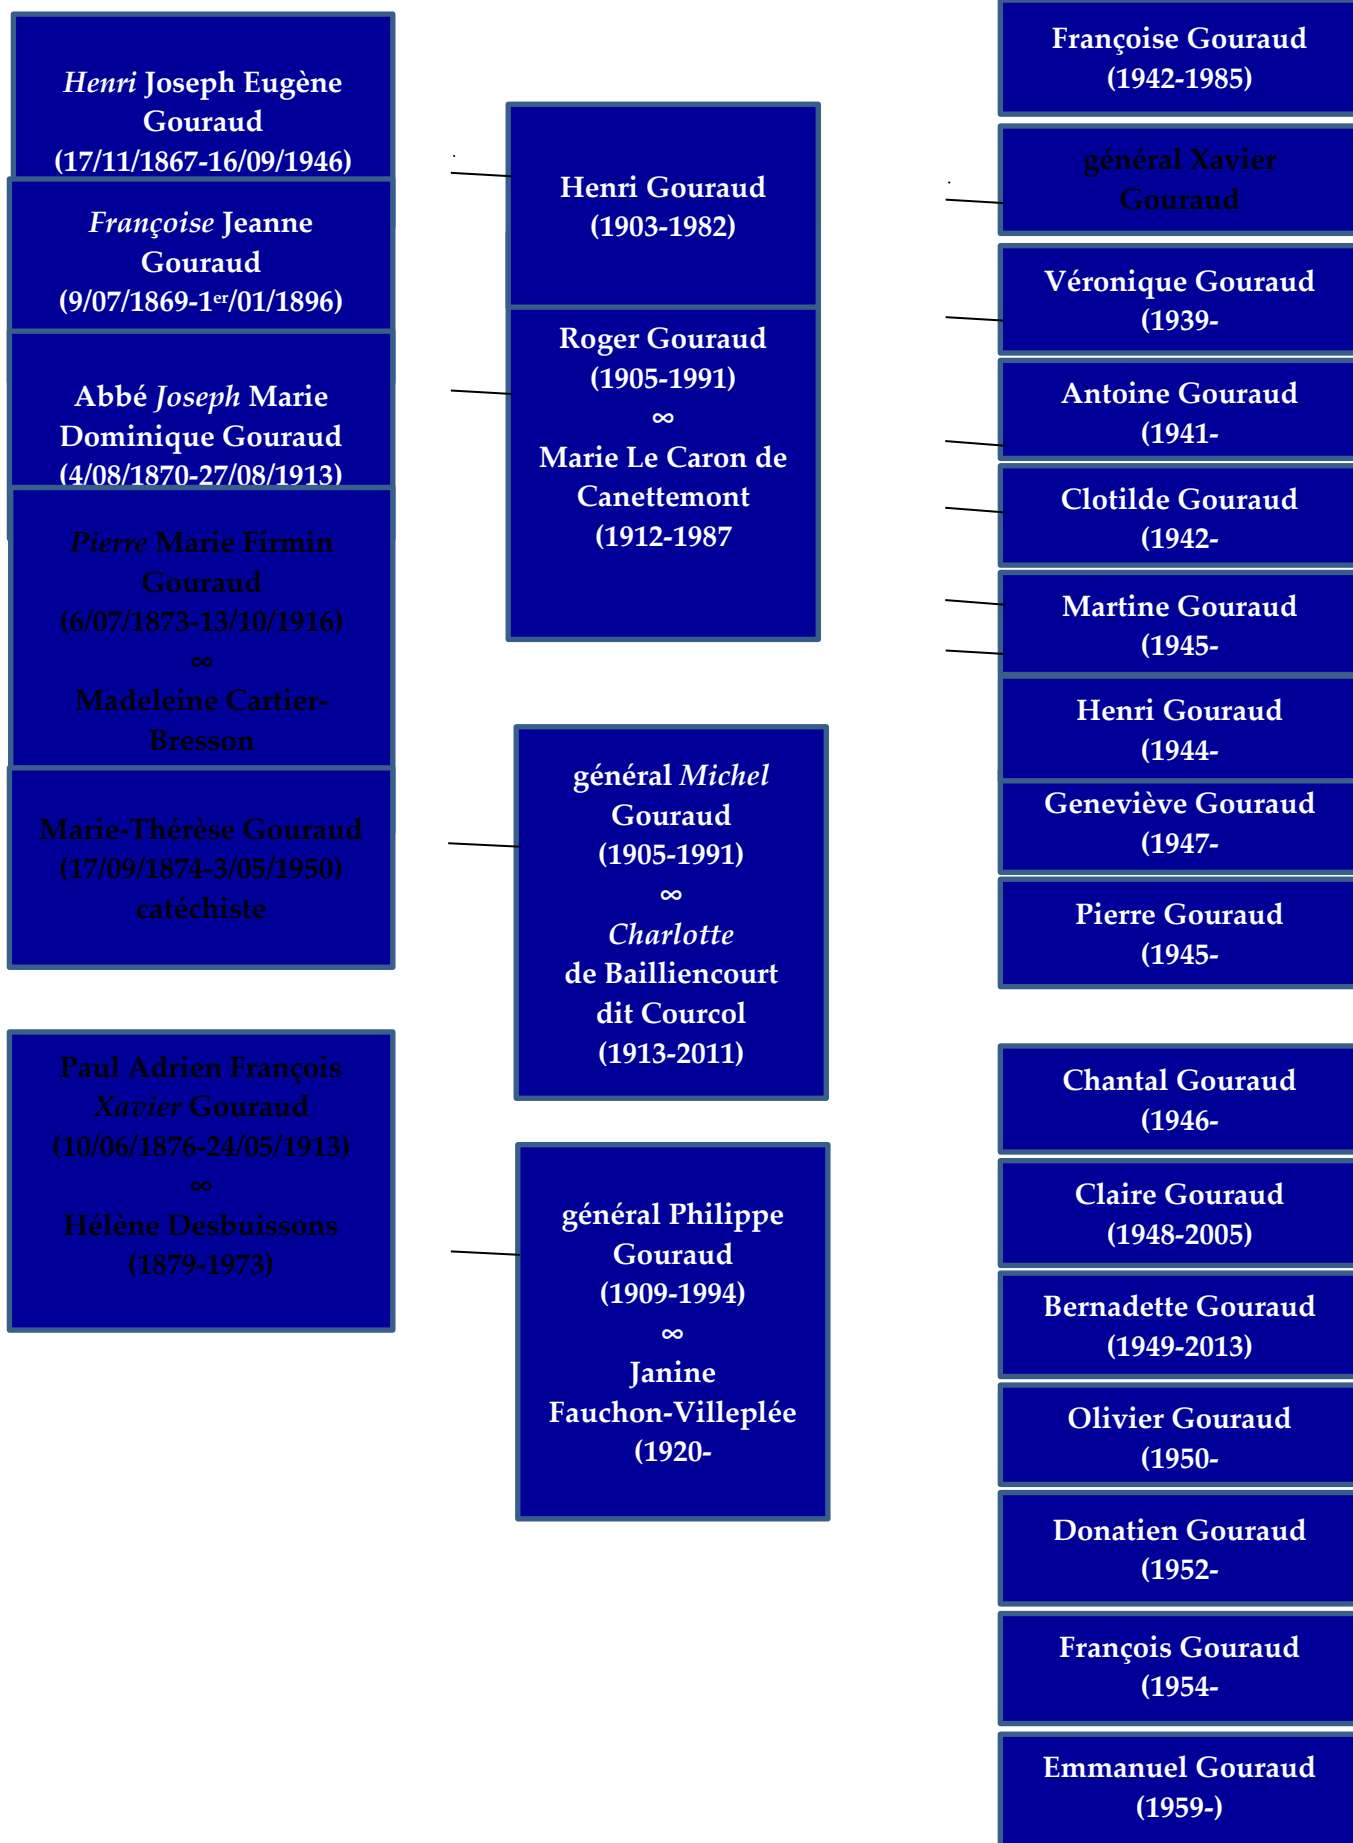 Henri Joseph Eugène
Gouraud
(17/11/1867-16/09/1946)
Françoise Jeanne
Gouraud
(9/07/1869-1er/01/1896)
Abbé Joseph Marie
Dominique Gouraud
(4/08/1870-27/08/1913)
Pierre Marie Firmin
Gouraud
(6/07/1873-13/10/1916)
∞
Madeleine Cartier-
Bresson
Marie-Thérèse Gouraud
(17/09/1874-3/05/1950)
catéchiste
Paul Adrien François
Xavier Gouraud
(10/06/1876-24/05/1913)
∞
Hélène Desbuissons
(1879-1973)
Henri Gouraud
(1903-1982)
Roger Gouraud
(1905-1991)
∞
Marie Le Caron de
Canettemont
(1912-1987
général Michel
Gouraud
(1905-1991)
∞
Charlotte
de Bailliencourt
dit Courcol
(1913-2011)
général Philippe
Gouraud
(1909-1994)
∞
Janine
Fauchon-Villeplée
(1920-
Françoise Gouraud
(1942-1985)
général Xavier
Gouraud
Véronique Gouraud
(1939-
Antoine Gouraud
(1941-
Clotilde Gouraud
(1942-
Martine Gouraud
(1945-
Henri Gouraud
(1944-
Geneviève Gouraud
(1947-
Pierre Gouraud
(1945-
Chantal Gouraud
(1946-
Claire Gouraud
(1948-2005)
Bernadette Gouraud
(1949-2013)
Olivier Gouraud
(1950-
Donatien Gouraud
(1952-
François Gouraud
(1954-
Emmanuel Gouraud
(1959-)